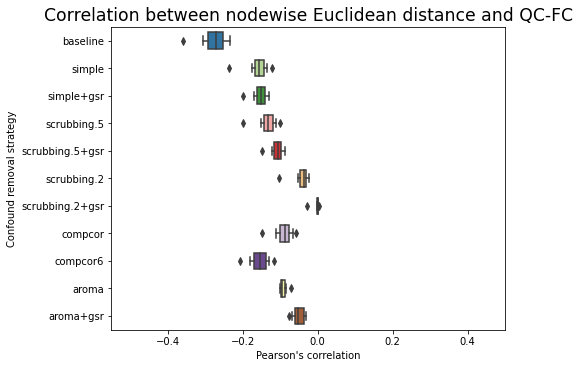 Correlation between nodewise Euclidean distance and QC-FC
Confound removal strategy
baseline
simple
simple+gsr
scrubbing.5
scrubbing.5+gsr
scrubbing.2
scrubbing.2+gsr
compcor
compcor6
aroma
aroma+gsr
−0.4 −0.2 0.0 0.2 0.4
Pearson's correlation